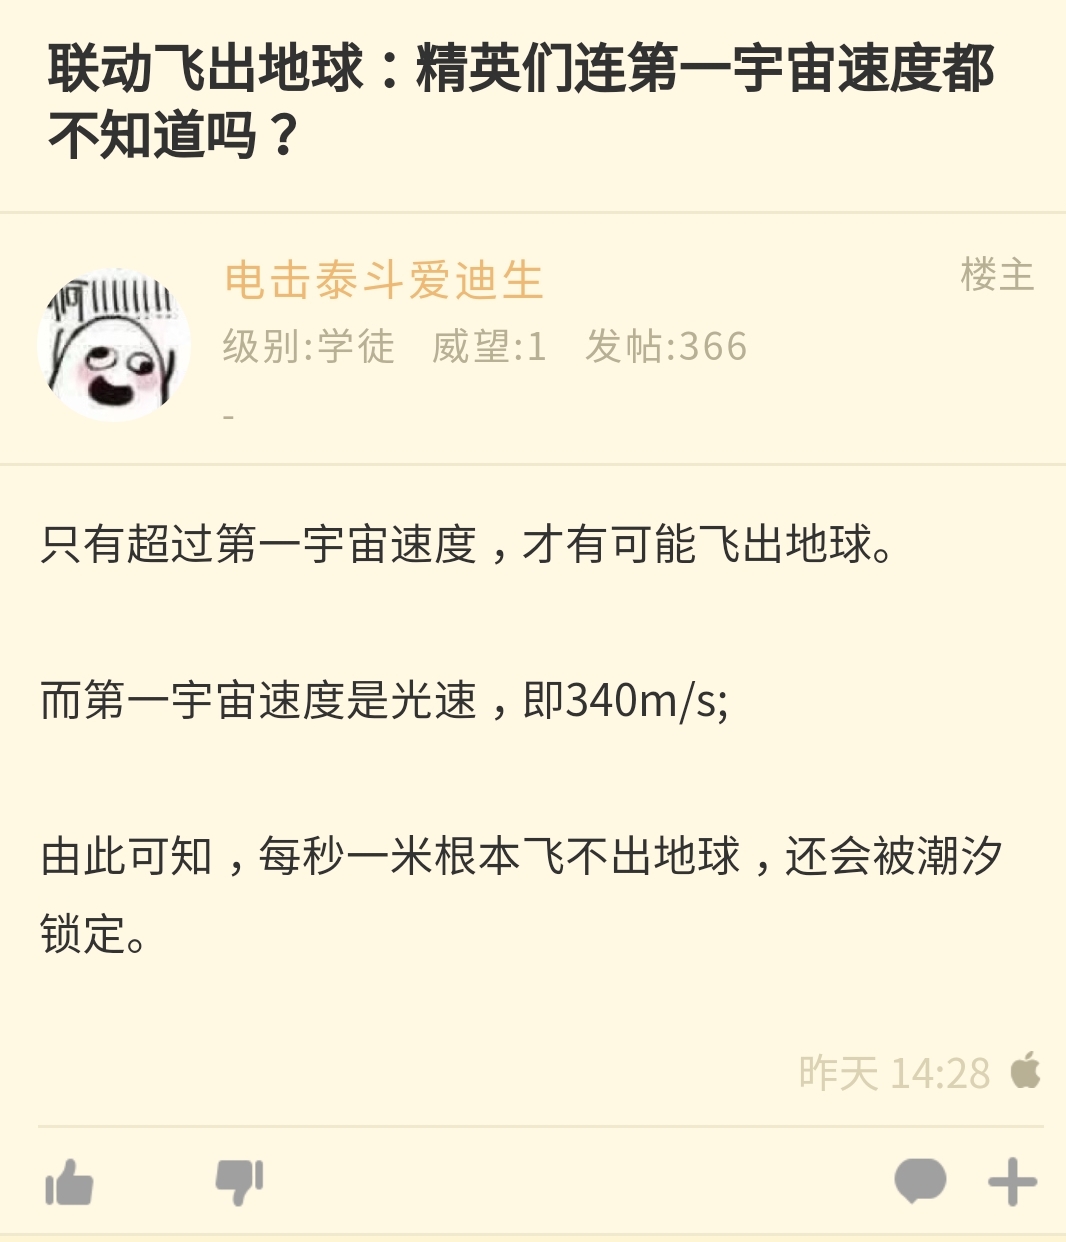 联动飞出地球：精英们连第一宇宙速度都
不知道吗？
电击泰斗爱迪生
楼主
级别:学徒 威望:1 发帖:366
-
只有超过第一宇宙速度，才有可能飞出地球。
而第一宇宙速度是光速，即340m/s;
由此可知，每秒一米根本飞不出地球，还会被潮汐
锁定。
昨天 14:28